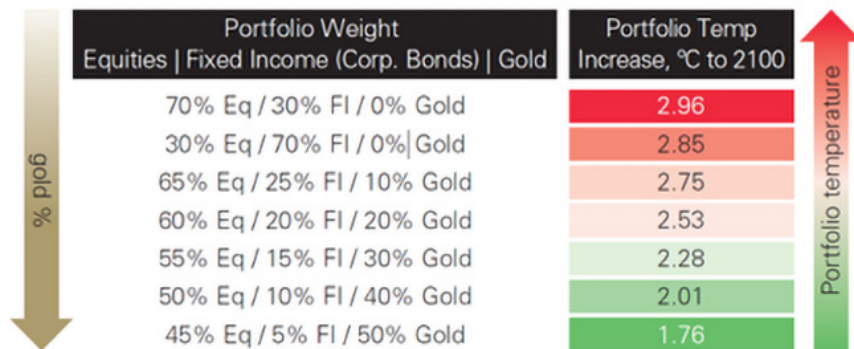 Portfolio Weight
Equities | Fixed Income (Corp. Bonds) | Gold
Portfolio Temp
Increase, ºC to 2100
70% Eq / 30% FI / 0% Gold
2.96
30% Eq / 70% FI / 0%|Gold
2.85
65% Eq / 25% FI / 10% Gold
2.75
60% Eq / 20% FI / 20% Gold
2.53
55% Eq / 15% FI / 30% Gold
2.28
50% Eq / 10% FI / 40% Gold
2.01
45% Eq / 5% FI / 50% Gold
1.76
gold %
Portfolio temperature